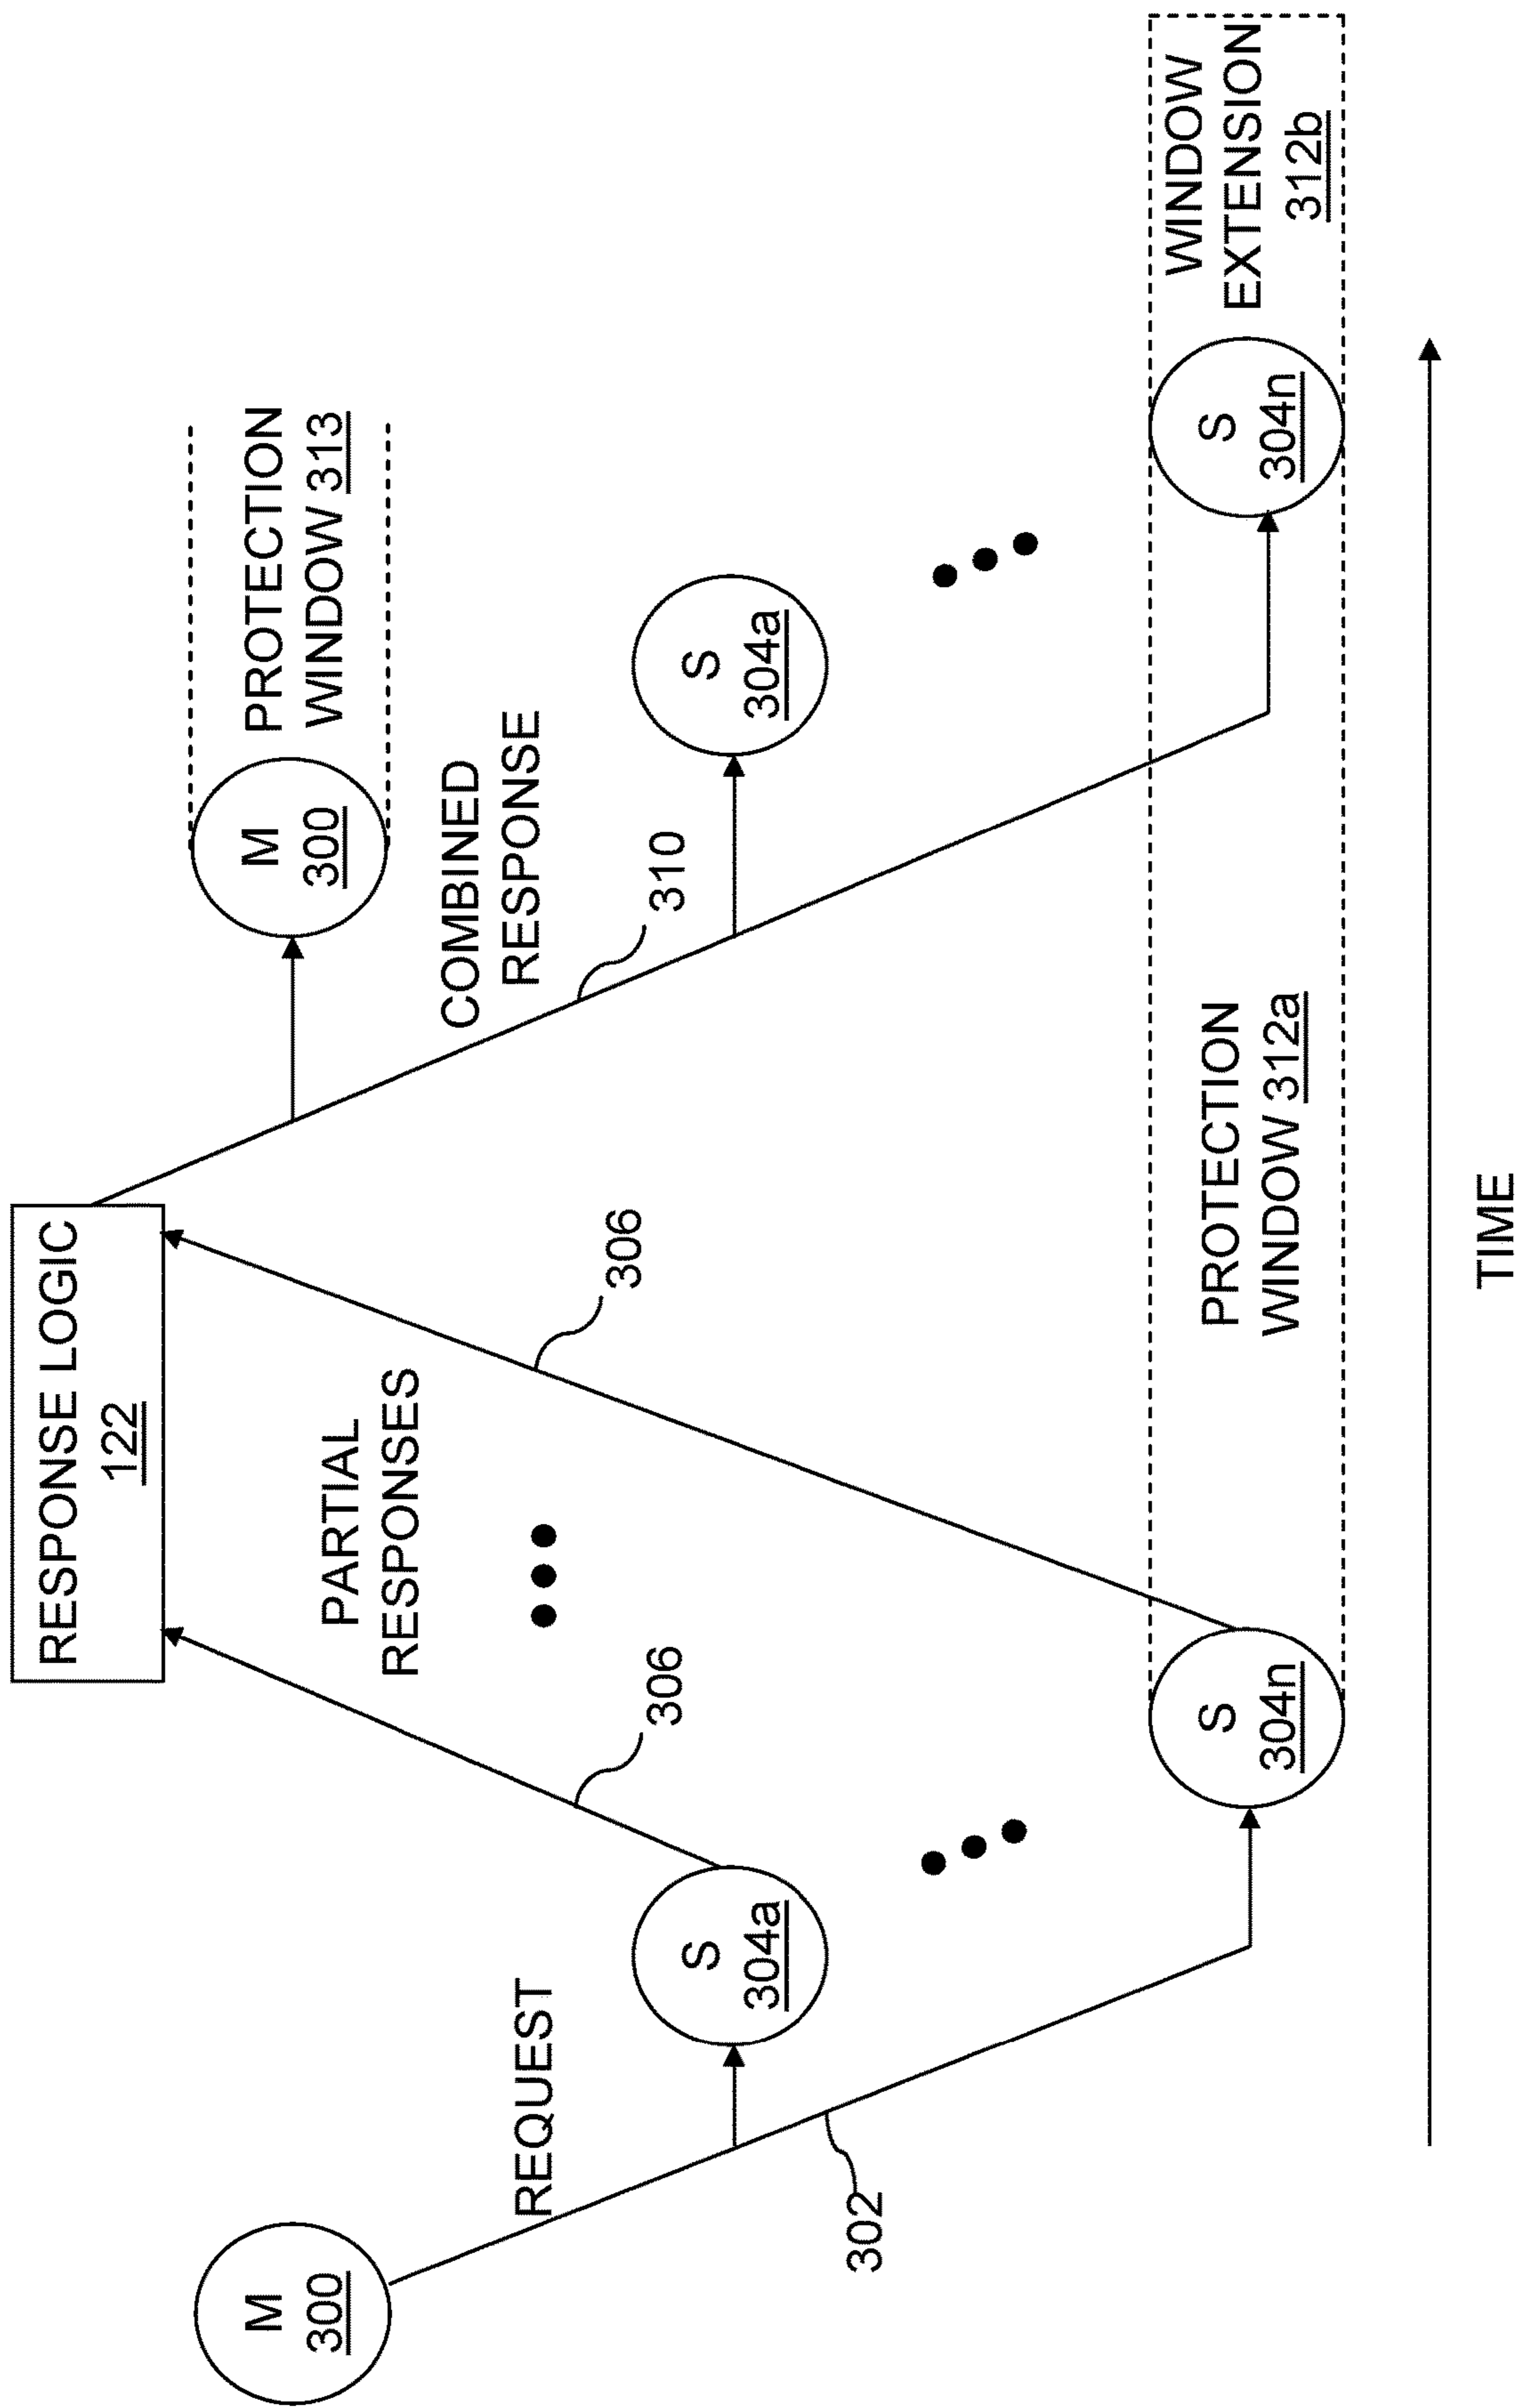 RESPONSE LOGIC
122
M
300
REQUEST
302
S
304a
S
304n
306
PARTIAL
RESPONSES
306
COMBINED
RESPONSE
310
M
300
PROTECTION
WINDOW 313
S
304a
S
304n
PROTECTION
WINDOW 312a
WINDOW
EXTENSION
312b
TIME